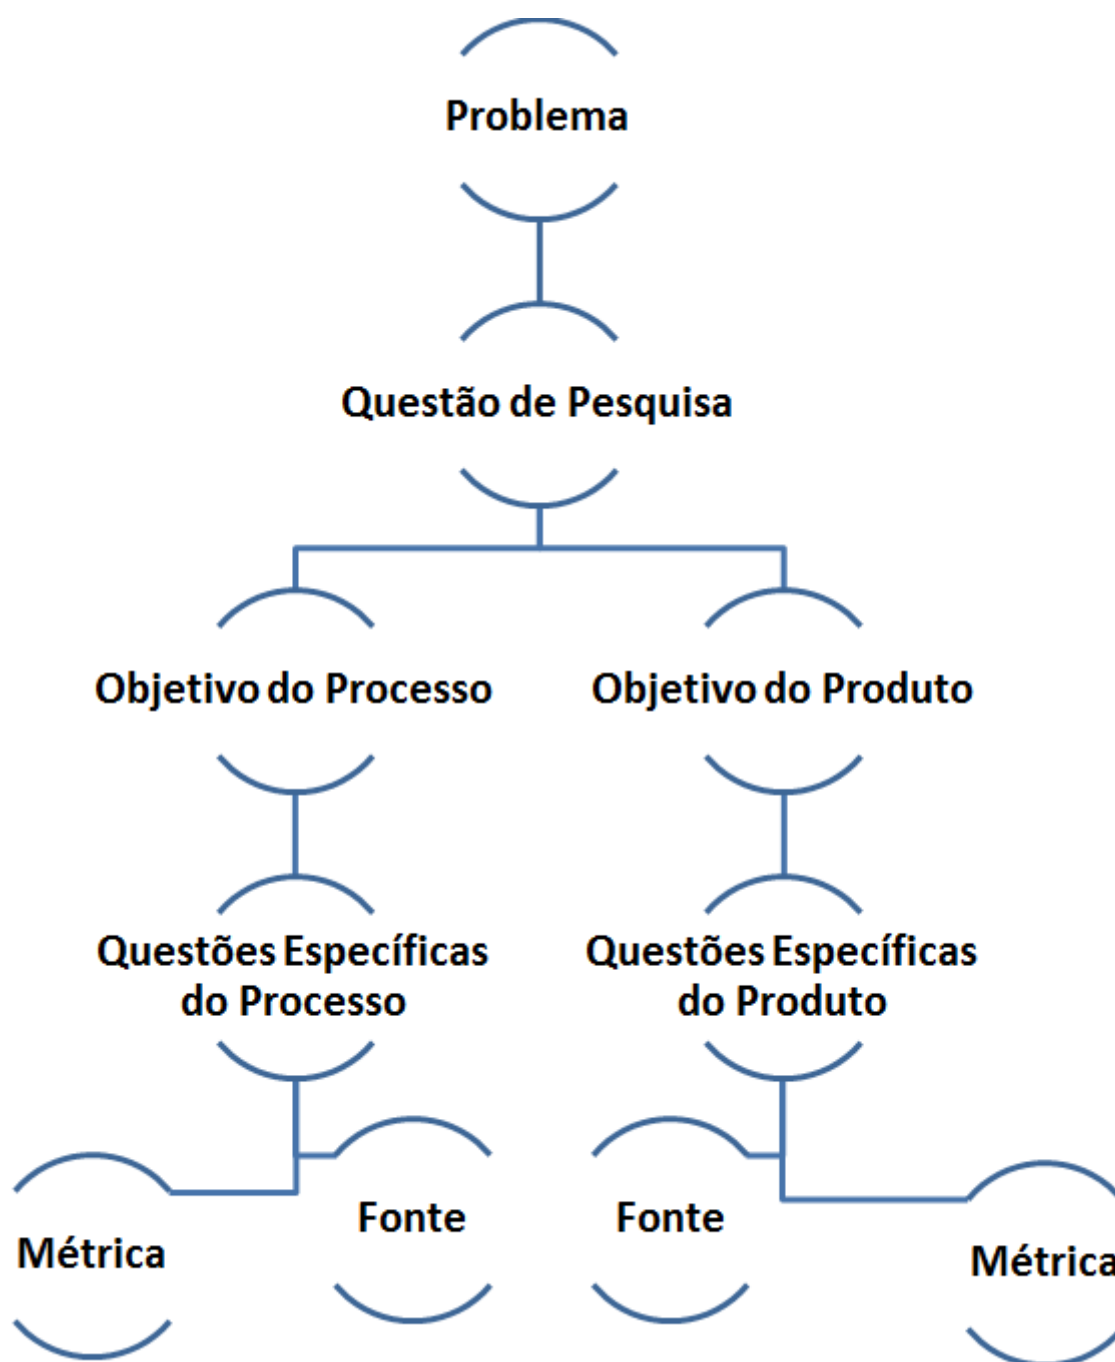 Problema
Questão de Pesquisa
Objetivo do Processo
Objetivo do Produto
Questões Específicas
do Processo
Questões Específicas
do Produto
Métrica
Fonte
Fonte
Métrica